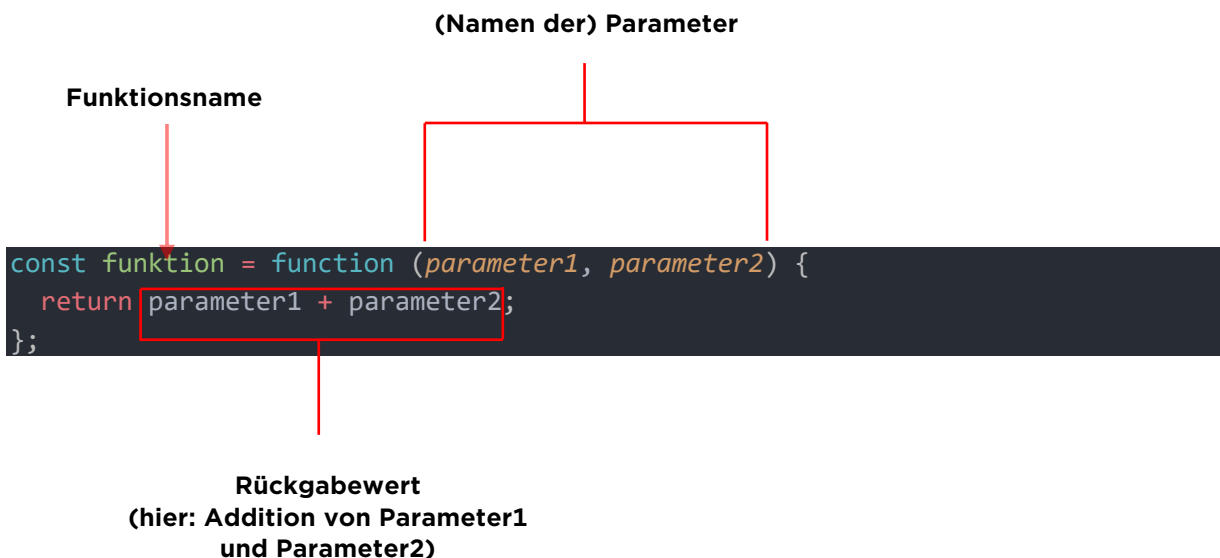 (Namen der) Parameter
Funktionsname
const funktion = function (parameter1, parameter2) {
  return parameter1 + parameter2;
};
Rückgabewert
(hier: Addition von Parameter1
und Parameter2)